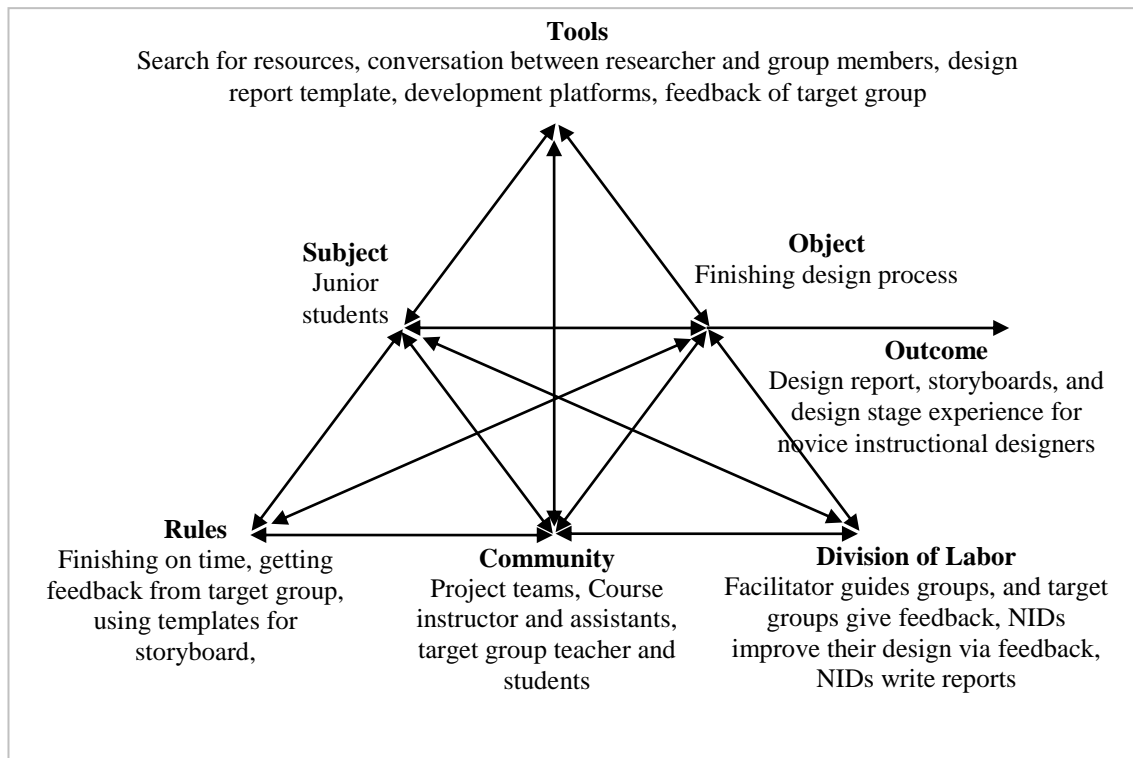 Tools
Search for resources, conversation between researcher and group members, design
report template, development platforms, feedback of target group
Subject
Junior
students
Object
Finishing design process
Outcome
Design report, storyboards, and
design stage experience for
novice instructional designers
Rules
Finishing on time, getting
feedback from target group,
using templates for
storyboard,
Community
Project teams, Course
instructor and assistants,
target group teacher and
students
Division of Labor
Facilitator guides groups, and target
groups give feedback, NIDs
improve their design via feedback,
NIDs write reports